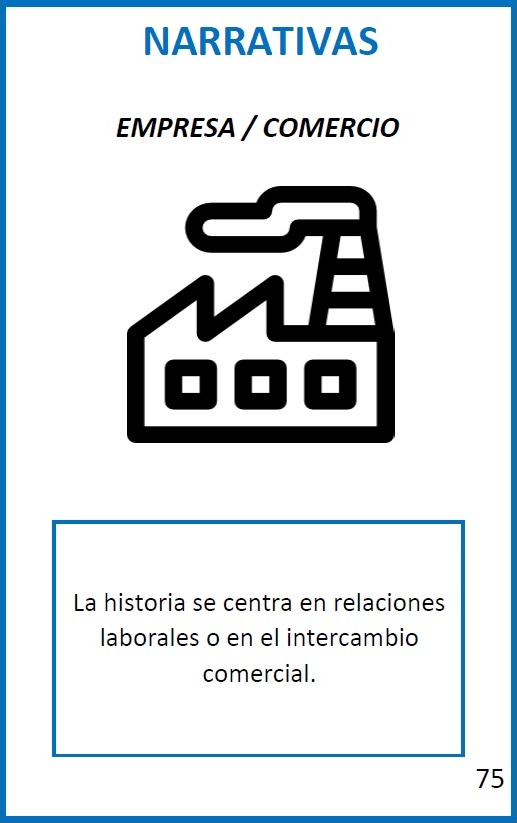 NARRATIVAS
EMPRESA / COMERCIO
La historia se centra en relaciones
laborales o en el intercambio
comercial.
75